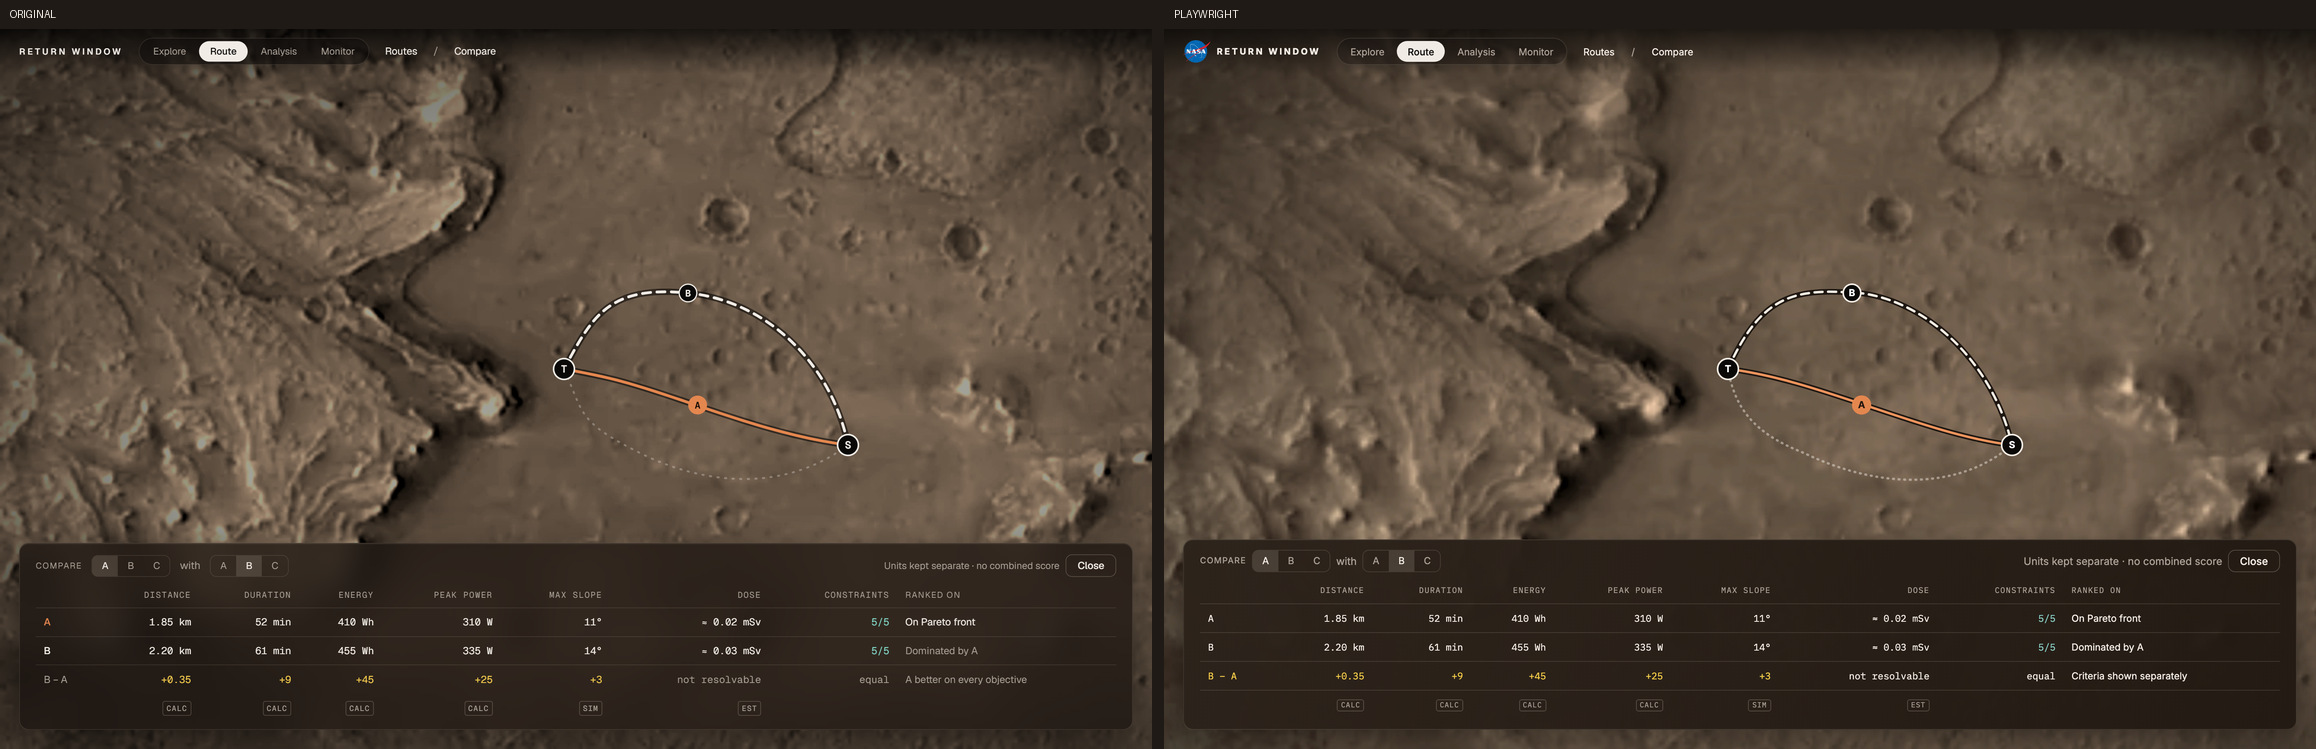 ORIGINAL
RETURN WINDOW Explore Route Analysis Monitor Routes / Compare
B
T
A
S
COMPARE A B C with A B C Units kept separate · no combined score Close
DISTANCE DURATION ENERGY PEAK POWER MAX SLOPE DOSE CONSTRAINTS RANKED ON
A 1.85 km 52 min 410 Wh 310 W 11° ≈ 0.02 mSv 5/5 On Pareto front
B 2.20 km 61 min 455 Wh 335 W 14° ≈ 0.03 mSv 5/5 Dominated by A
B – A +0.35 +9 +45 +25 +3 not resolvable equal A better on every objective
CALC CALC CALC CALC SIM EST
PLAYWRIGHT
NASA RETURN WINDOW Explore Route Analysis Monitor Routes / Compare
B
T
A
S
COMPARE A B C with A B C Units kept separate · no combined score Close
DISTANCE DURATION ENERGY PEAK POWER MAX SLOPE DOSE CONSTRAINTS RANKED ON
A 1.85 km 52 min 410 Wh 310 W 11° ≈ 0.02 mSv 5/5 On Pareto front
B 2.20 km 61 min 455 Wh 335 W 14° ≈ 0.03 mSv 5/5 Dominated by A
B − A +0.35 +9 +45 +25 +3 not resolvable equal Criteria shown separately
CALC CALC CALC CALC SIM EST